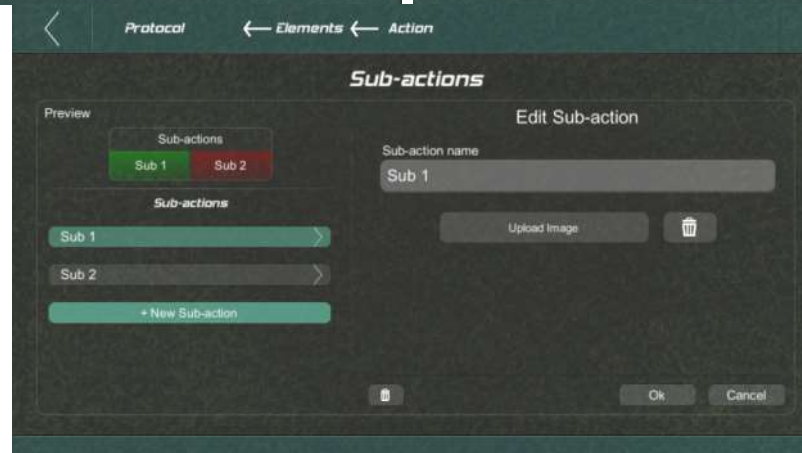 Protocol
Elements
Action
Sub-actions
Preview
Sub-actions
Sub 1
Sub 2
Sub-actions
Sub 1
Sub 2
+ New Sub-action
Edit Sub-action
Sub-action name
Sub 1
Upload Image
Ok
Cancel